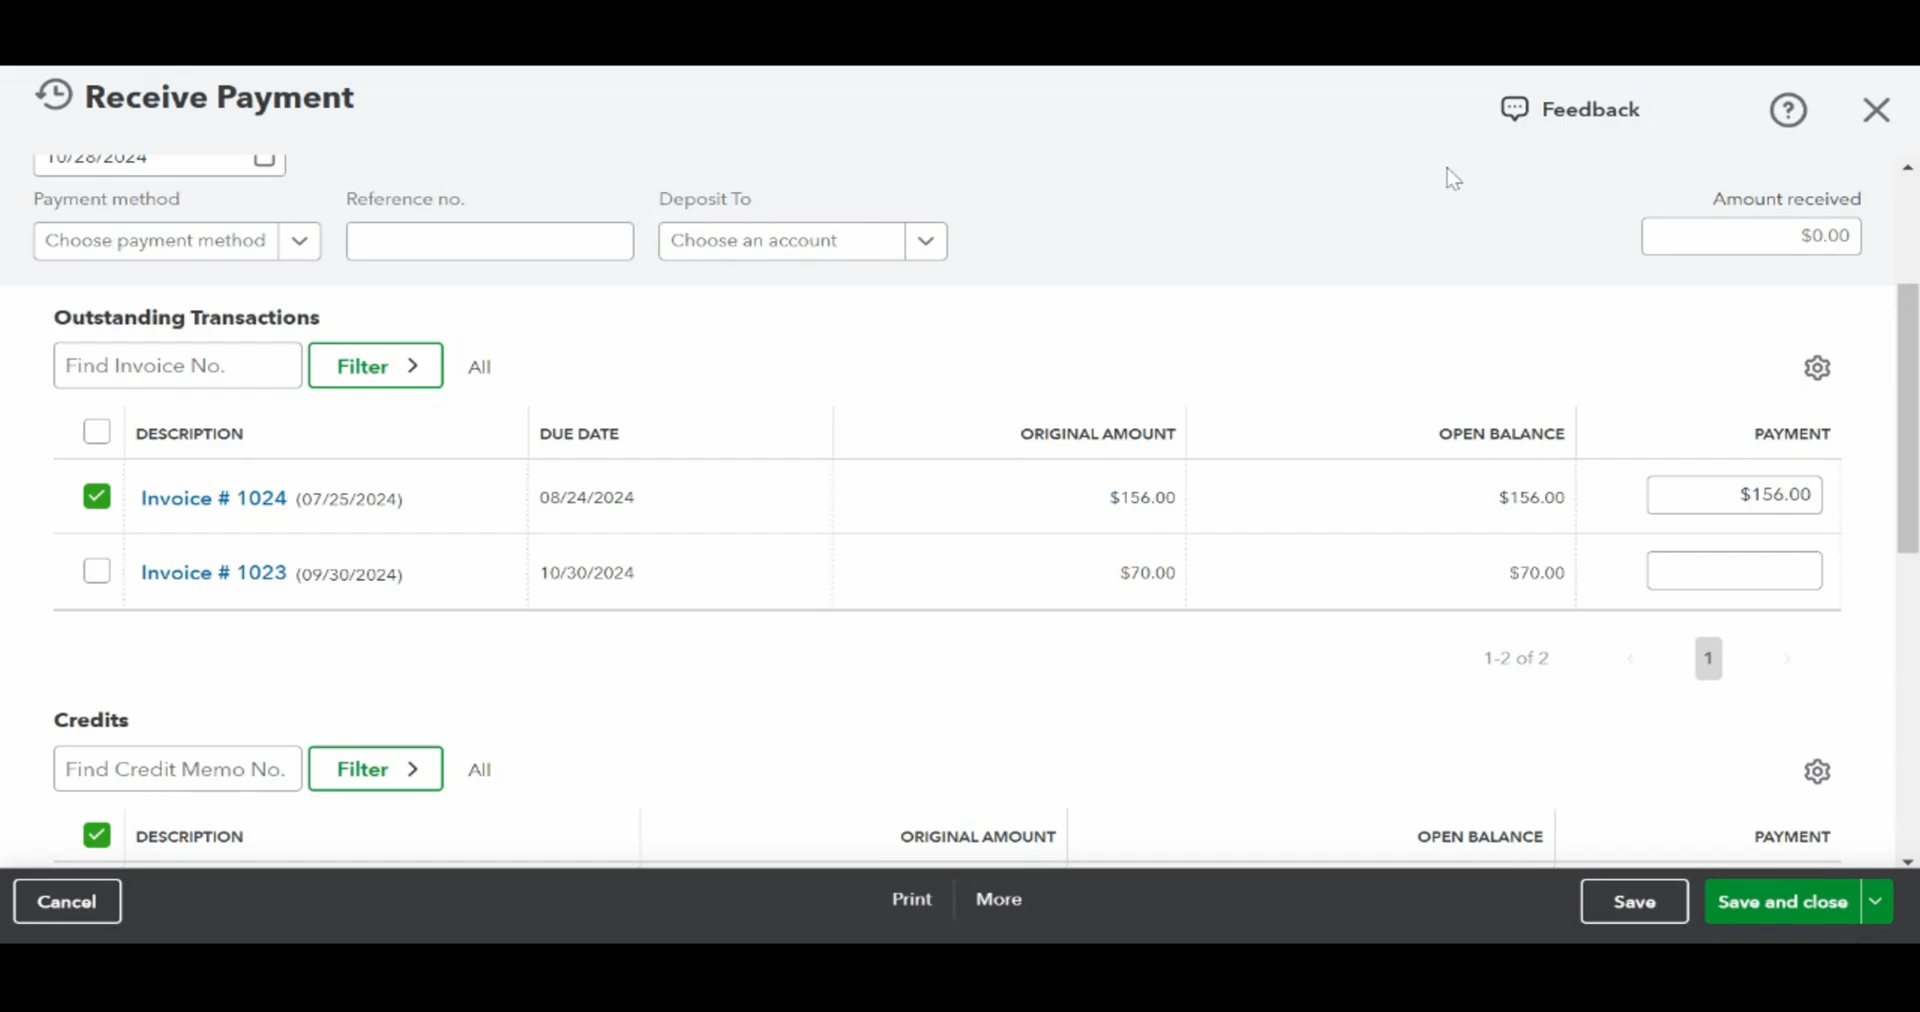 Receive Payment
Feedback
?
10/28/2024
Payment method Reference no. Deposit To Amount received
Choose payment method Choose an account $0.00
Outstanding Transactions
Find Invoice No. Filter > All
DESCRIPTION DUE DATE ORIGINAL AMOUNT OPEN BALANCE PAYMENT
Invoice # 1024 (07/25/2024) 08/24/2024 $156.00 $156.00 $156.00
Invoice # 1023 (09/30/2024) 10/30/2024 $70.00 $70.00
1-2 of 2 < 1 >
Credits
Find Credit Memo No. Filter > All
DESCRIPTION ORIGINAL AMOUNT OPEN BALANCE PAYMENT
Cancel Print More Save Save and close